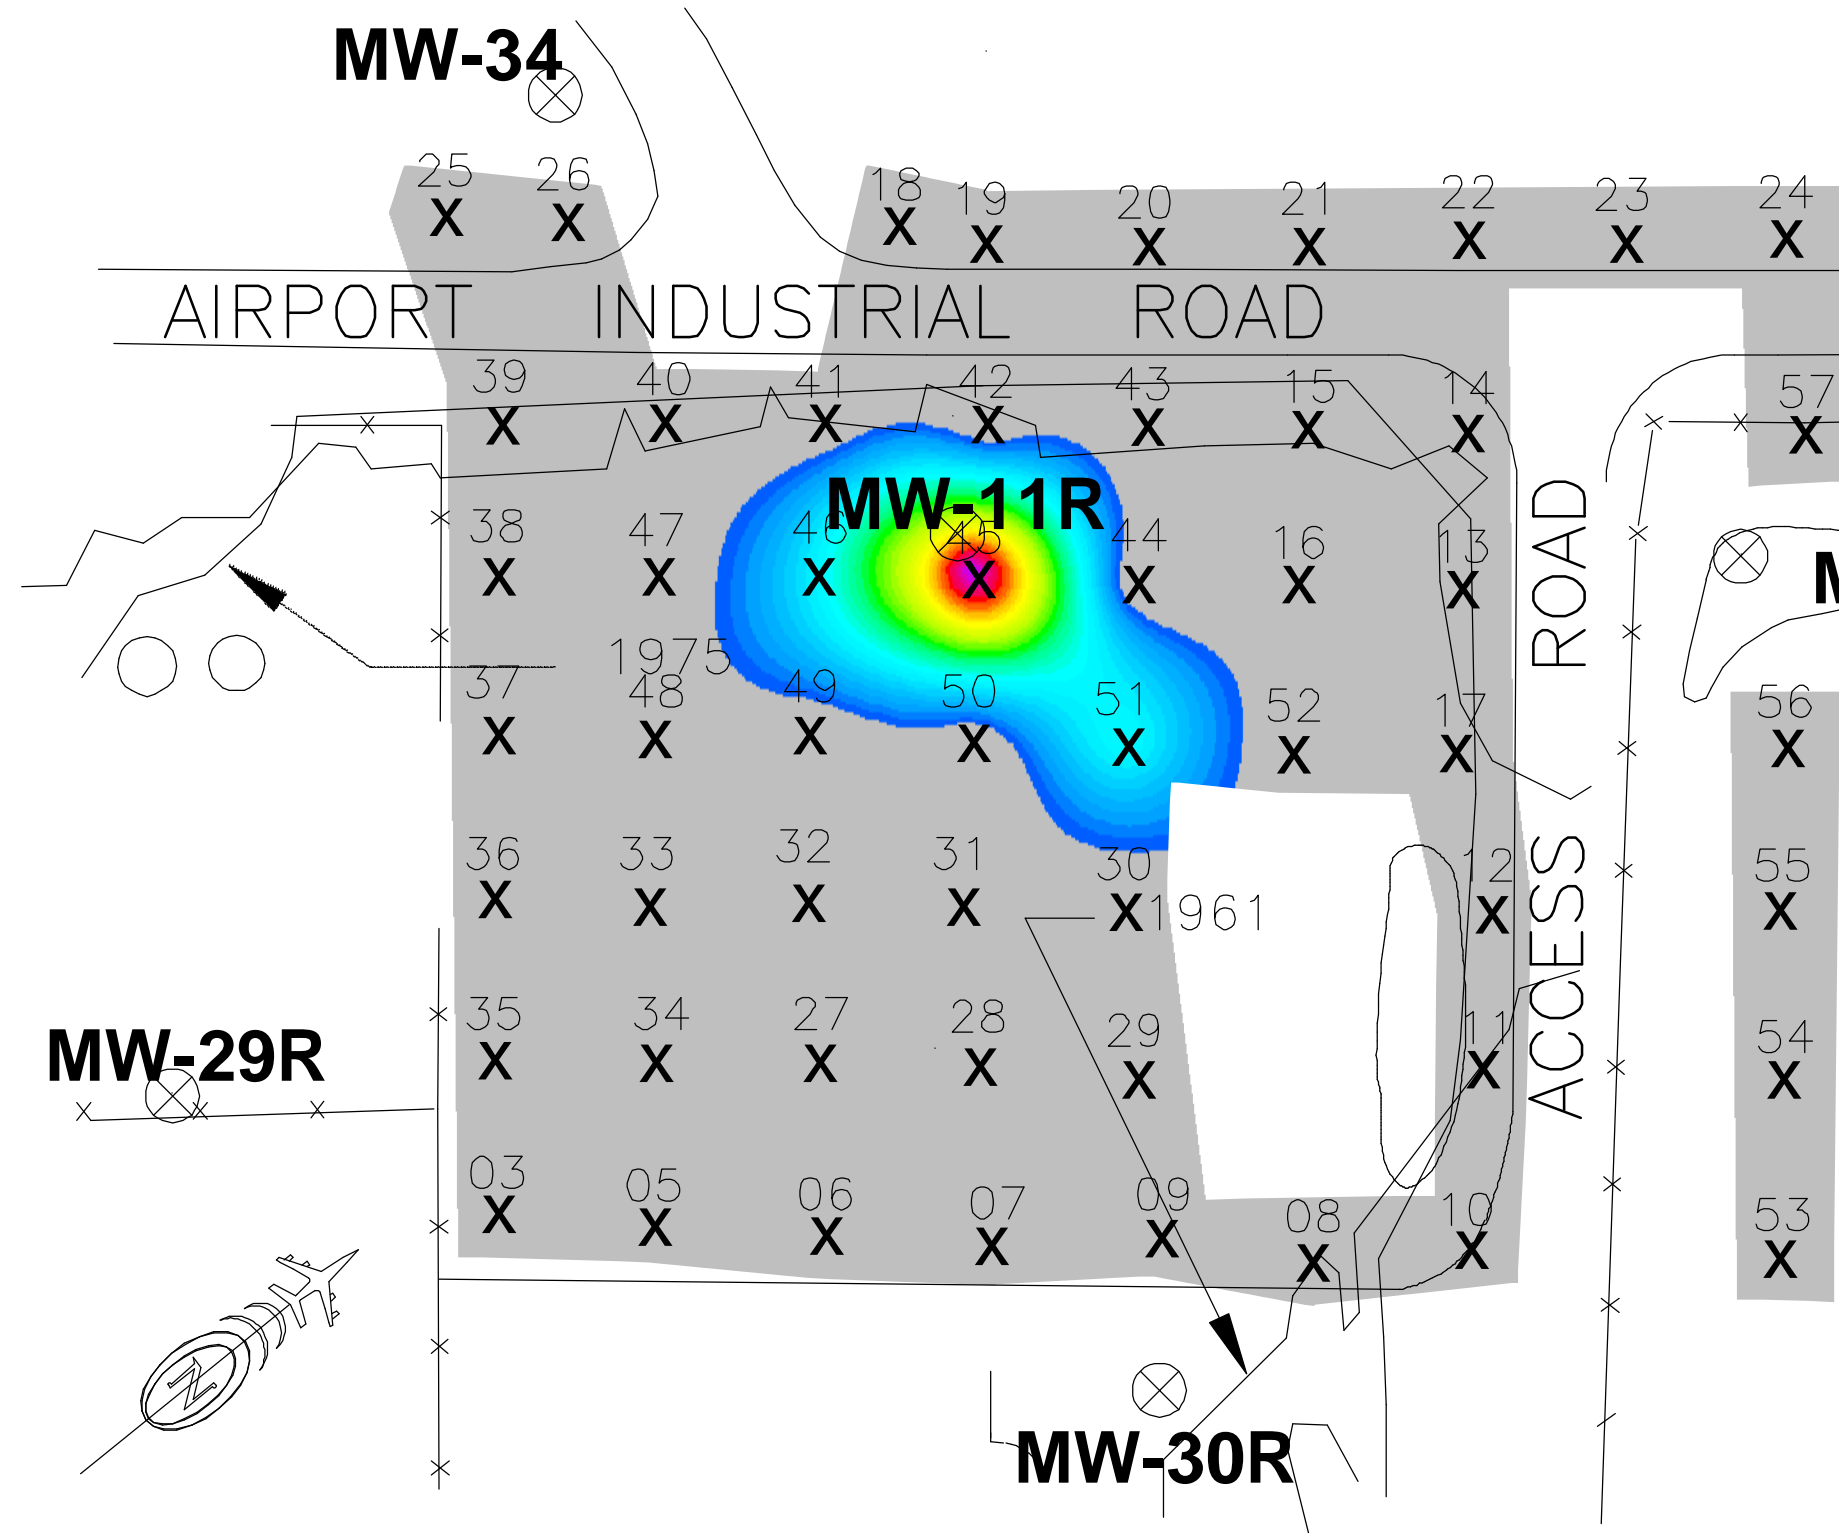 MW-34
25 26 18 19 20 21 22 23 24
AIRPORT INDUSTRIAL ROAD
39 40 41 42 43 15 14 57
MW-11R
38 47 46 45 44 16 13
ROAD
M
1975
37 48 49 50 51 52 17 56
36 33 32 31 30 12 55
1961
ACCESS
35 34 27 28 29 11 54
MW-29R
03 05 06 07 09 08 10 53
N
MW-30R